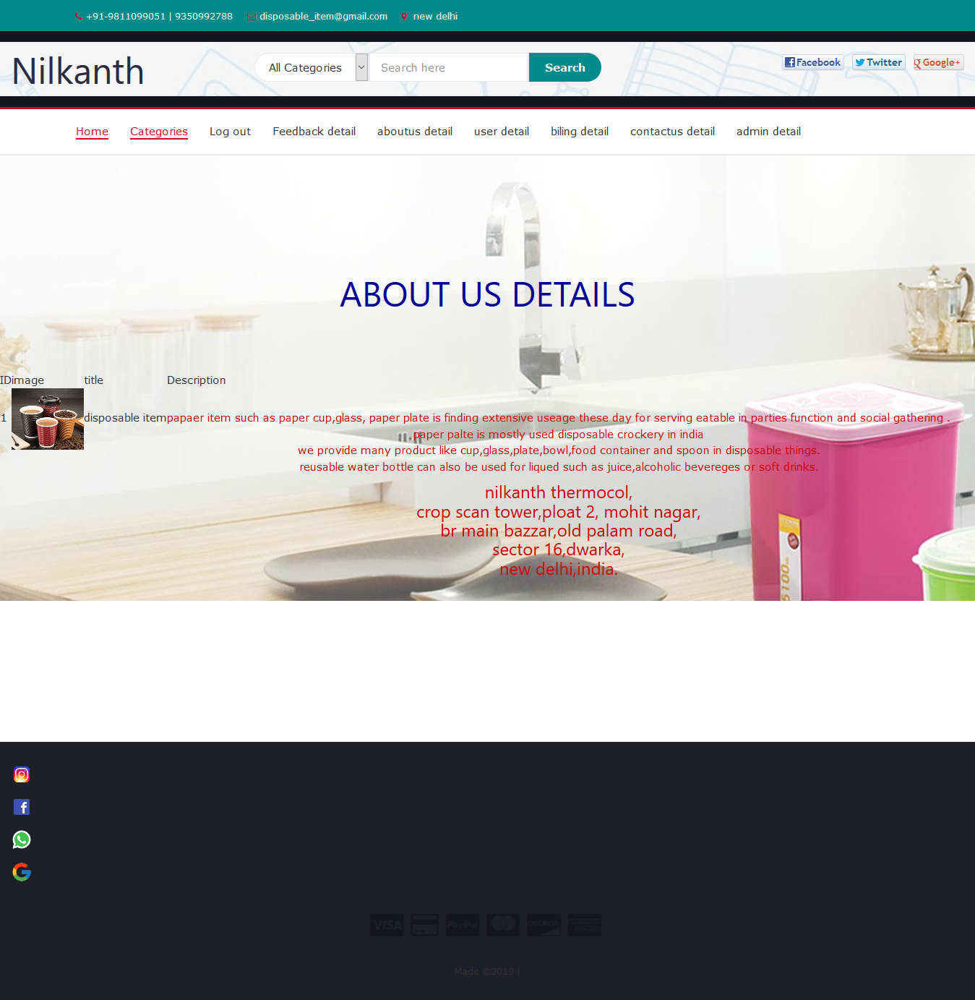 +91-9811099051 | 9350992788 disposable_item@gmail.com new delhi
Nilkanth
All Categories Search here Search
Facebook Twitter Google+
Home Categories Log out Feedback detail aboutus detail user detail biling detail contactus detail admin detail
ABOUT US DETAILS
ID image title Description
1 disposable item papaer item such as paper cup,glass, paper plate is finding extensive useage these day for serving eatable in parties function and social gathering .
paper palte is mostly used disposable crockery in india
we provide many product like cup,glass,plate,bowl,food container and spoon in disposable things.
reusable water bottle can also be used for liqued such as juice,alcoholic bevereges or soft drinks.
nilkanth thermocol,
crop scan tower,ploat 2, mohit nagar,
br main bazzar,old palam road,
sector 16,dwarka,
new delhi,india.
VISA PayPal DISCOVER AMERICAN EXPRESS
Made ©2019 |